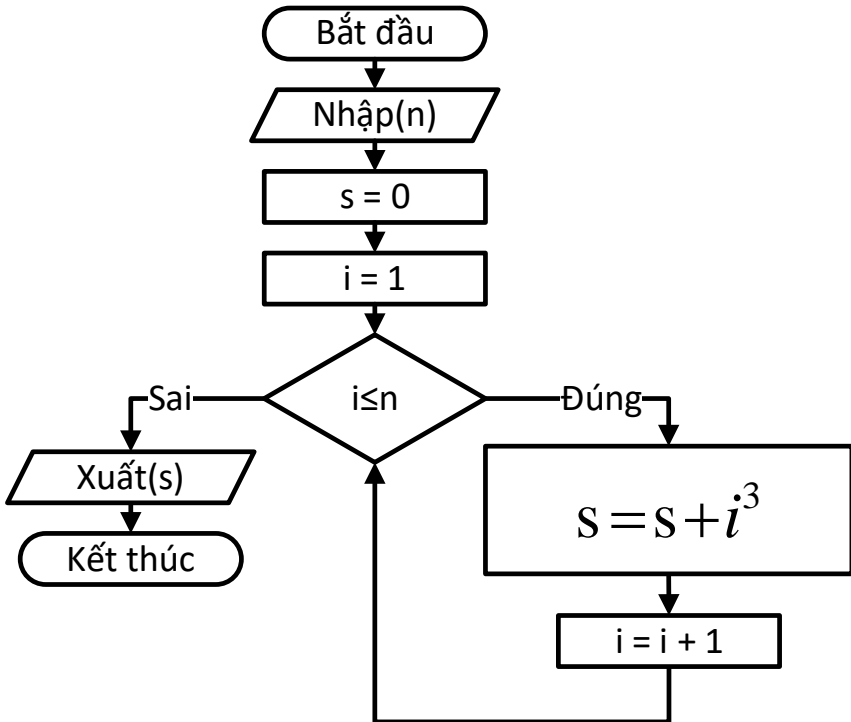 Bắt đầu
Nhập(n)
s = 0
i = 1
i≤n
Sai
Đúng
Xuất(s)
Kết thúc
s=s+i³
i = i + 1